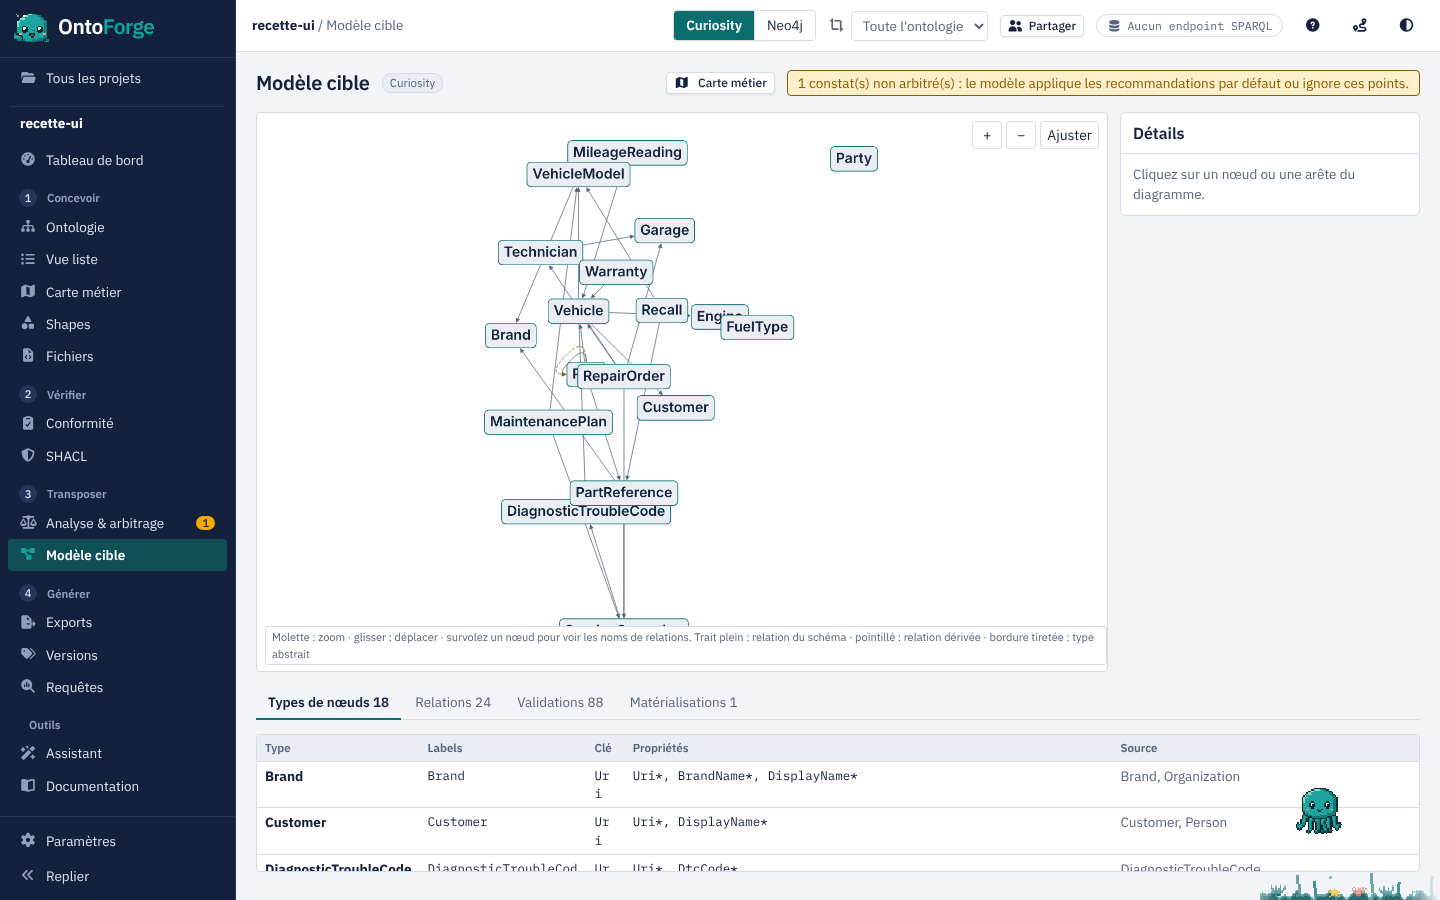 OntoForge
Tous les projets
recette-ui
Tableau de bord
1 Concevoir
Ontologie
Vue liste
Carte métier
Shapes
Fichiers
2 Vérifier
Conformité
SHACL
3 Transposer
Analyse & arbitrage 1
Modèle cible
4 Générer
Exports
Versions
Requêtes
Outils
Assistant
Documentation
Paramètres
Replier
recette-ui / Modèle cible
Curiosity Neo4j
Toute l'ontologie
Partager
Aucun endpoint SPARQL
Modèle cible Curiosity
Carte métier
1 constat(s) non arbitré(s) : le modèle applique les recommandations par défaut ou ignore ces points.
+ − Ajuster
MileageReading
Party
VehicleModel
Garage
Technician
Warranty
Vehicle
Recall
FuelType
Brand
RepairOrder
Customer
MaintenancePlan
PartReference
DiagnosticTroubleCode
Molette : zoom · glisser : déplacer · survolez un nœud pour voir les noms de relations. Trait plein : relation du schéma · pointillé : relation dérivée · bordure tiretée : type
abstrait
Détails
Cliquez sur un nœud ou une arête du
diagramme.
Types de nœuds 18 Relations 24 Validations 88 Matérialisations 1
Type Labels Clé Propriétés Source
Brand Brand Ur
i Uri*, BrandName*, DisplayName* Brand, Organization
Customer Customer Ur
i Uri*, DisplayName* Customer, Person
DiagnosticTroubleCode DiagnosticTroubleCod Ur Uri*, DtcCode* DiagnosticTroubleCode